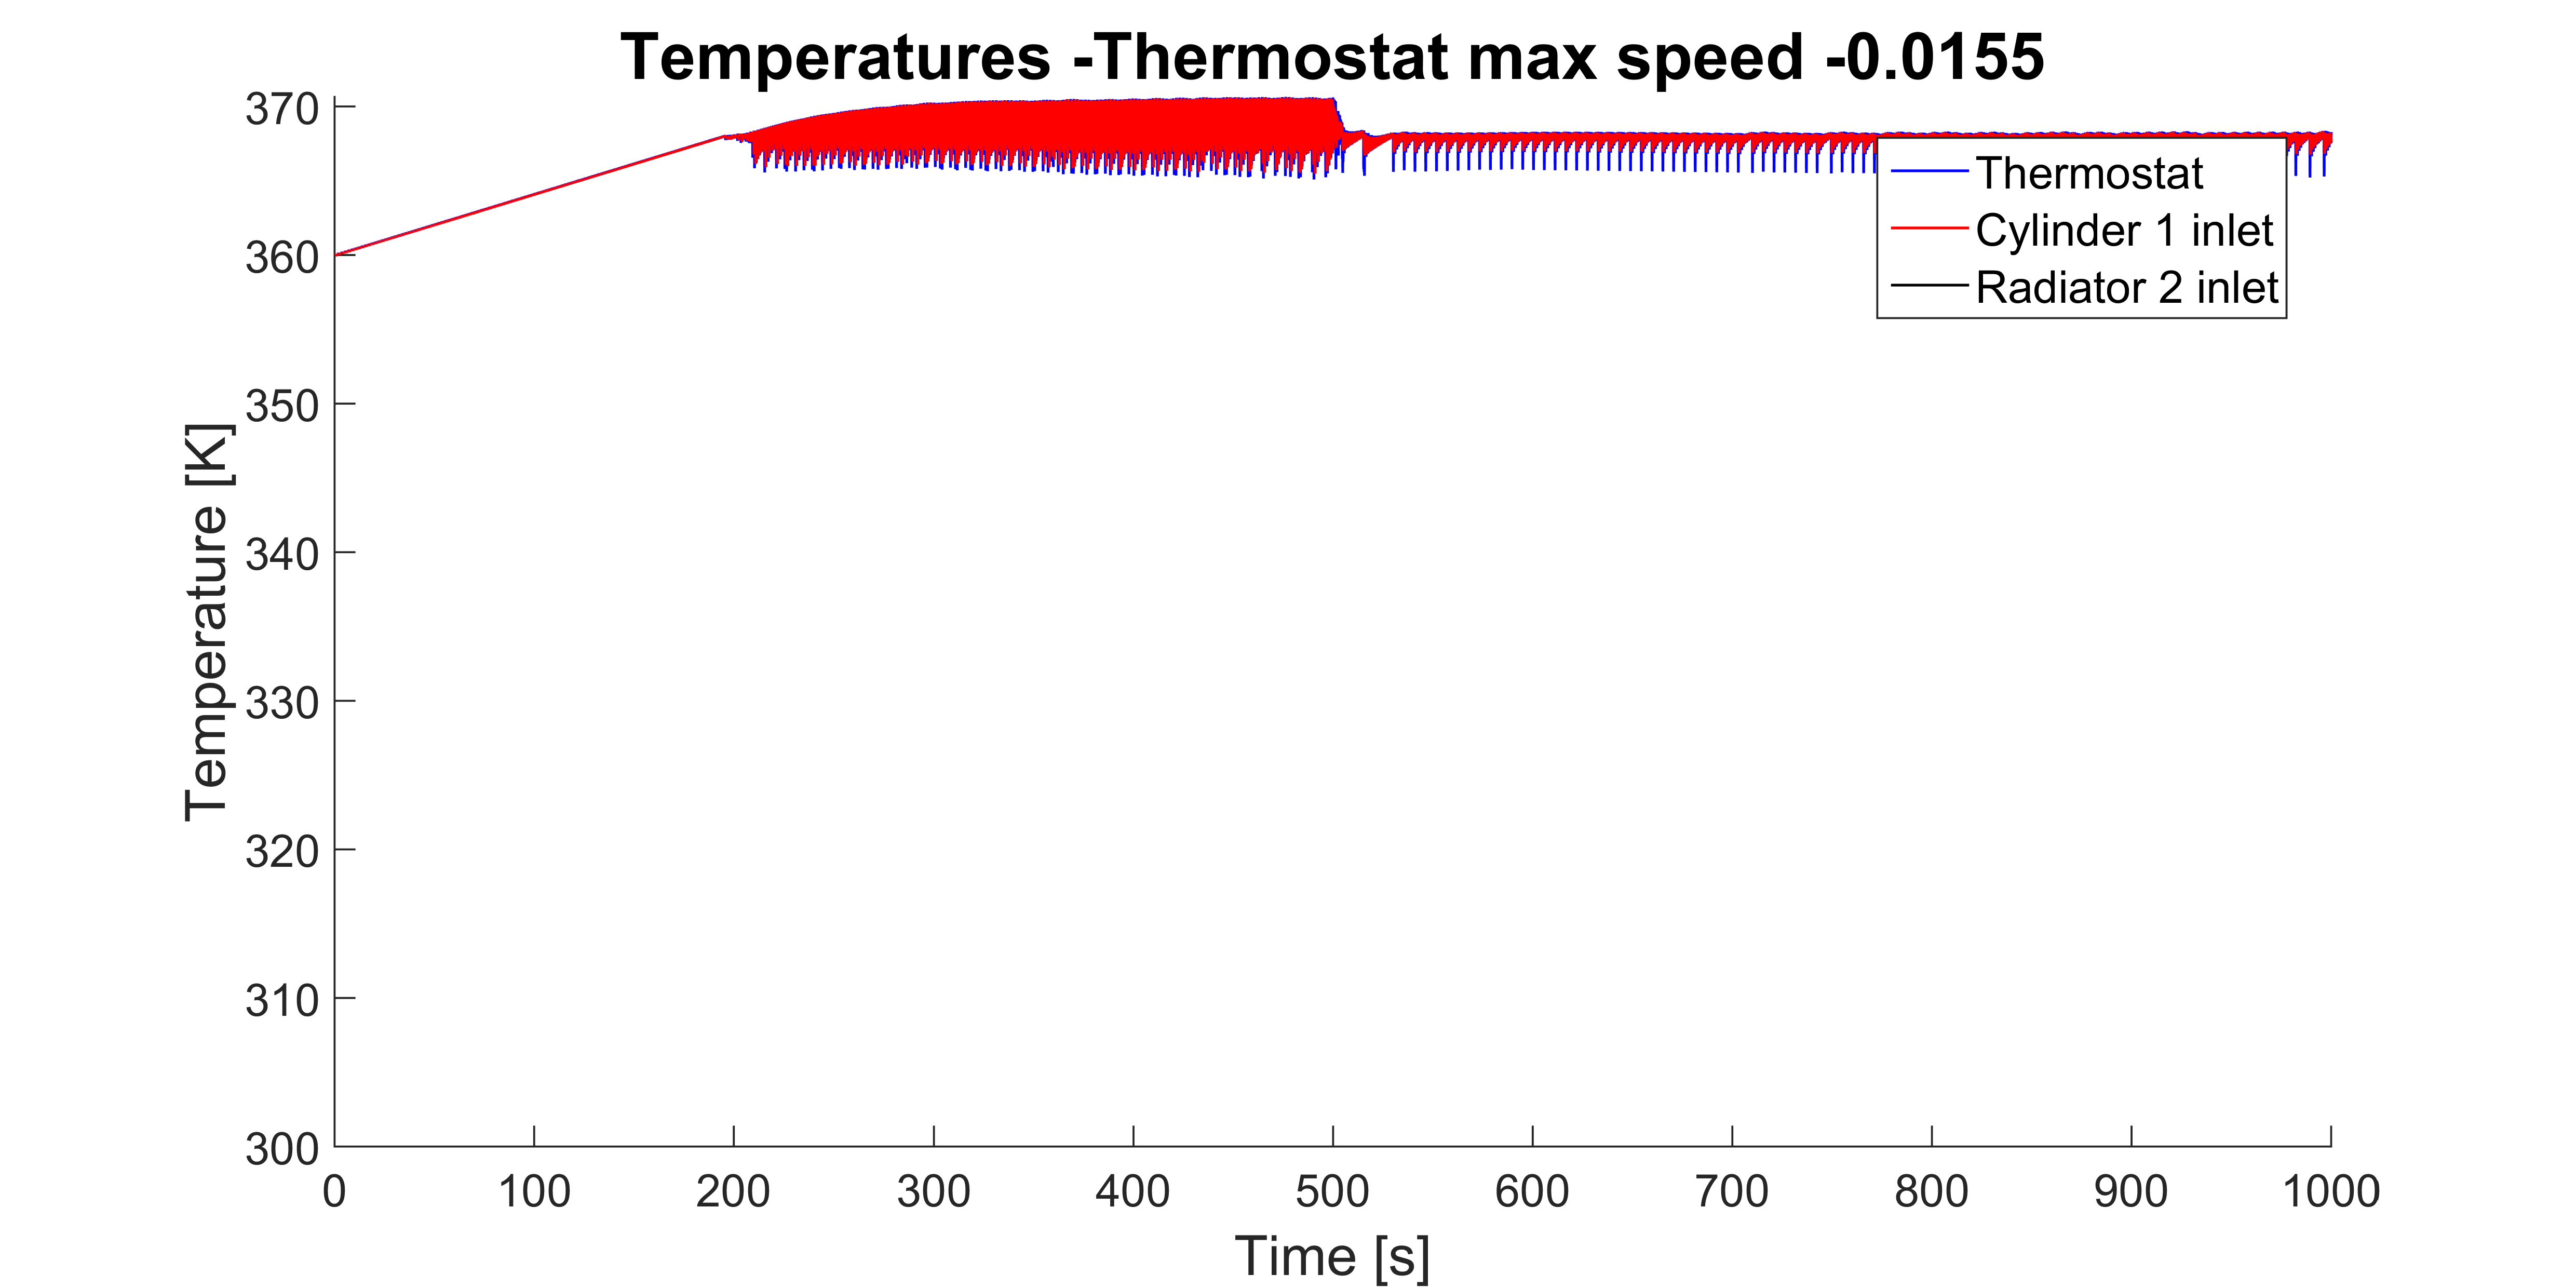 Temperatures -Thermostat max speed -0.0155
370
360
350
340
330
320
310
300
Temperature [K]
Thermostat
Cylinder 1 inlet
Radiator 2 inlet
0 100 200 300 400 500 600 700 800 900 1000
Time [s]